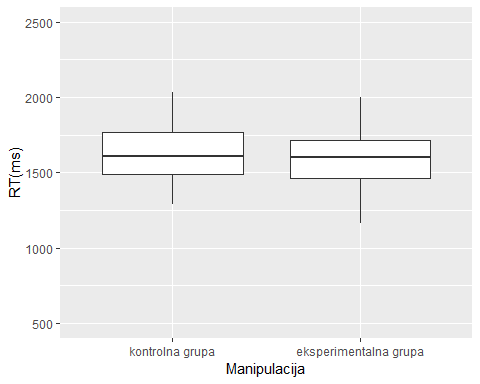 2500
2000
1500
1000
500
RT(ms)
kontrolna grupa
eksperimentalna grupa
Manipulacija